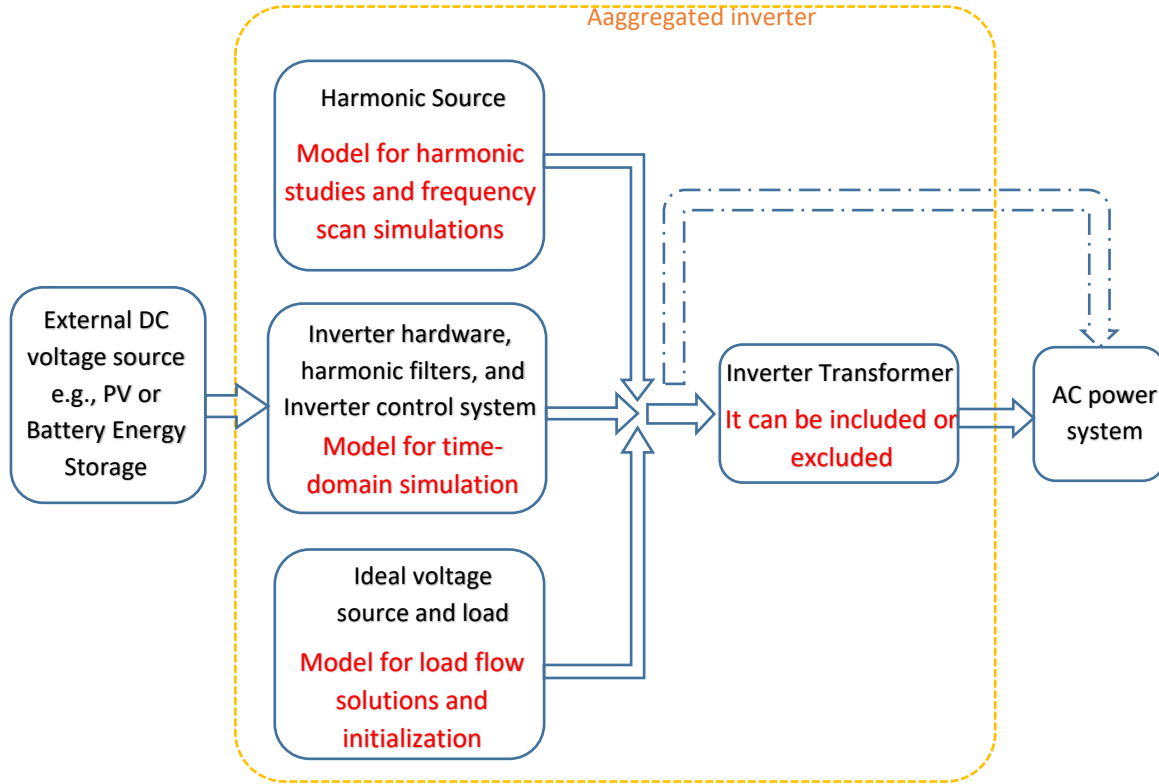 Aaggregated inverter
Harmonic Source
Model for harmonic
studies and frequency
scan simulations
External DC
voltage source
e.g., PV or
Battery Energy
Storage
Inverter hardware,
harmonic filters, and
Inverter control system
Model for time-
domain simulation
Inverter Transformer
It can be included or
excluded
AC power
system
Ideal voltage
source and load
Model for load flow
solutions and
initialization